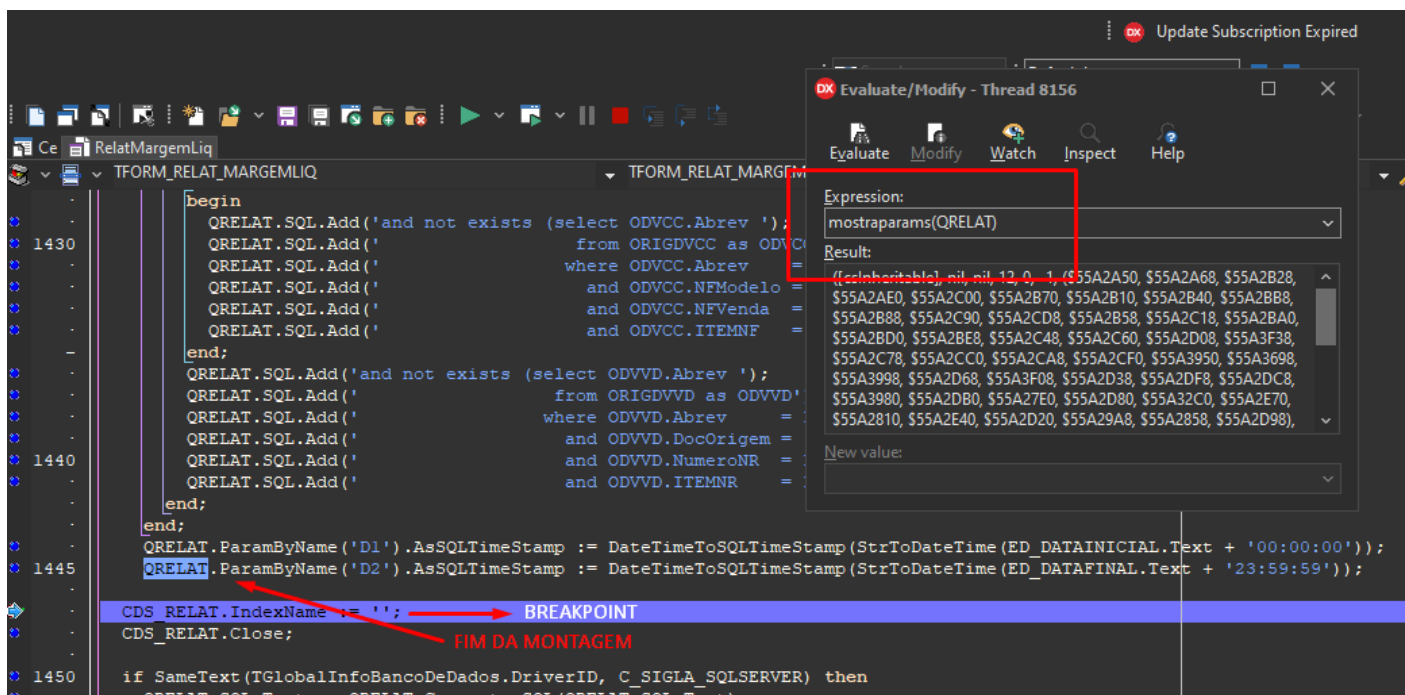 Update Subscription Expired
Evaluate/Modify - Thread 8156
Evaluate Modify Watch Inspect Help
Ce RelatMargemLiq
TFORM_RELAT_MARGEMLIQ TFORM_RELAT_MARGEM
Expression:
mostraparams(QRELAT)
Result:
([csInheritable], nil, nil, 12, 0, -1, ($55A2A50, $55A2A68, $55A2B28,
$55A2AE0, $55A2C00, $55A2B70, $55A2B10, $55A2B40, $55A2BB8,
$55A2B88, $55A2C90, $55A2CD8, $55A2B58, $55A2C18, $55A2BA0,
$55A2BD0, $55A2BE8, $55A2C48, $55A2C60, $55A2D08, $55A3F38,
$55A2C78, $55A2CC0, $55A2CA8, $55A2CF0, $55A3950, $55A3698,
$55A3998, $55A2D68, $55A3F08, $55A2D38, $55A2DF8, $55A2DC8,
$55A3980, $55A2DB0, $55A27E0, $55A2D80, $55A32C0, $55A2E70,
$55A2810, $55A2E40, $55A2D20, $55A29A8, $55A2858, $55A2D98),
New value:
begin
QRELAT.SQL.Add('and not exists (select ODVCC.Abrev ');
1430 QRELAT.SQL.Add(' from ORIGDVCC as ODVCC
QRELAT.SQL.Add(' where ODVCC.Abrev =
QRELAT.SQL.Add(' and ODVCC.NFModelo =
QRELAT.SQL.Add(' and ODVCC.NFVenda =
QRELAT.SQL.Add(' and ODVCC.ITEMNF =
end;
QRELAT.SQL.Add('and not exists (select ODVVD.Abrev ');
QRELAT.SQL.Add(' from ORIGDVVD as ODVVD'
QRELAT.SQL.Add(' where ODVVD.Abrev =
QRELAT.SQL.Add(' and ODVVD.DocOrigem =
1440 QRELAT.SQL.Add(' and ODVVD.NumeroNR =
QRELAT.SQL.Add(' and ODVVD.ITEMNR =
end;
end;
QRELAT.ParamByName('D1').AsSQLTimeStamp := DateTimeToSQLTimeStamp(StrToDateTime(ED_DATAINICIAL.Text + '00:00:00'));
1445 QRELAT.ParamByName('D2').AsSQLTimeStamp := DateTimeToSQLTimeStamp(StrToDateTime(ED_DATAFINAL.Text + '23:59:59'));
CDS_RELAT.IndexName := ''; BREAKPOINT
CDS_RELAT.Close; FIM DA MONTAGEM
1450 if SameText(TGlobalInfoBancoDeDados.DriverID, C_SIGLA_SQLSERVER) then